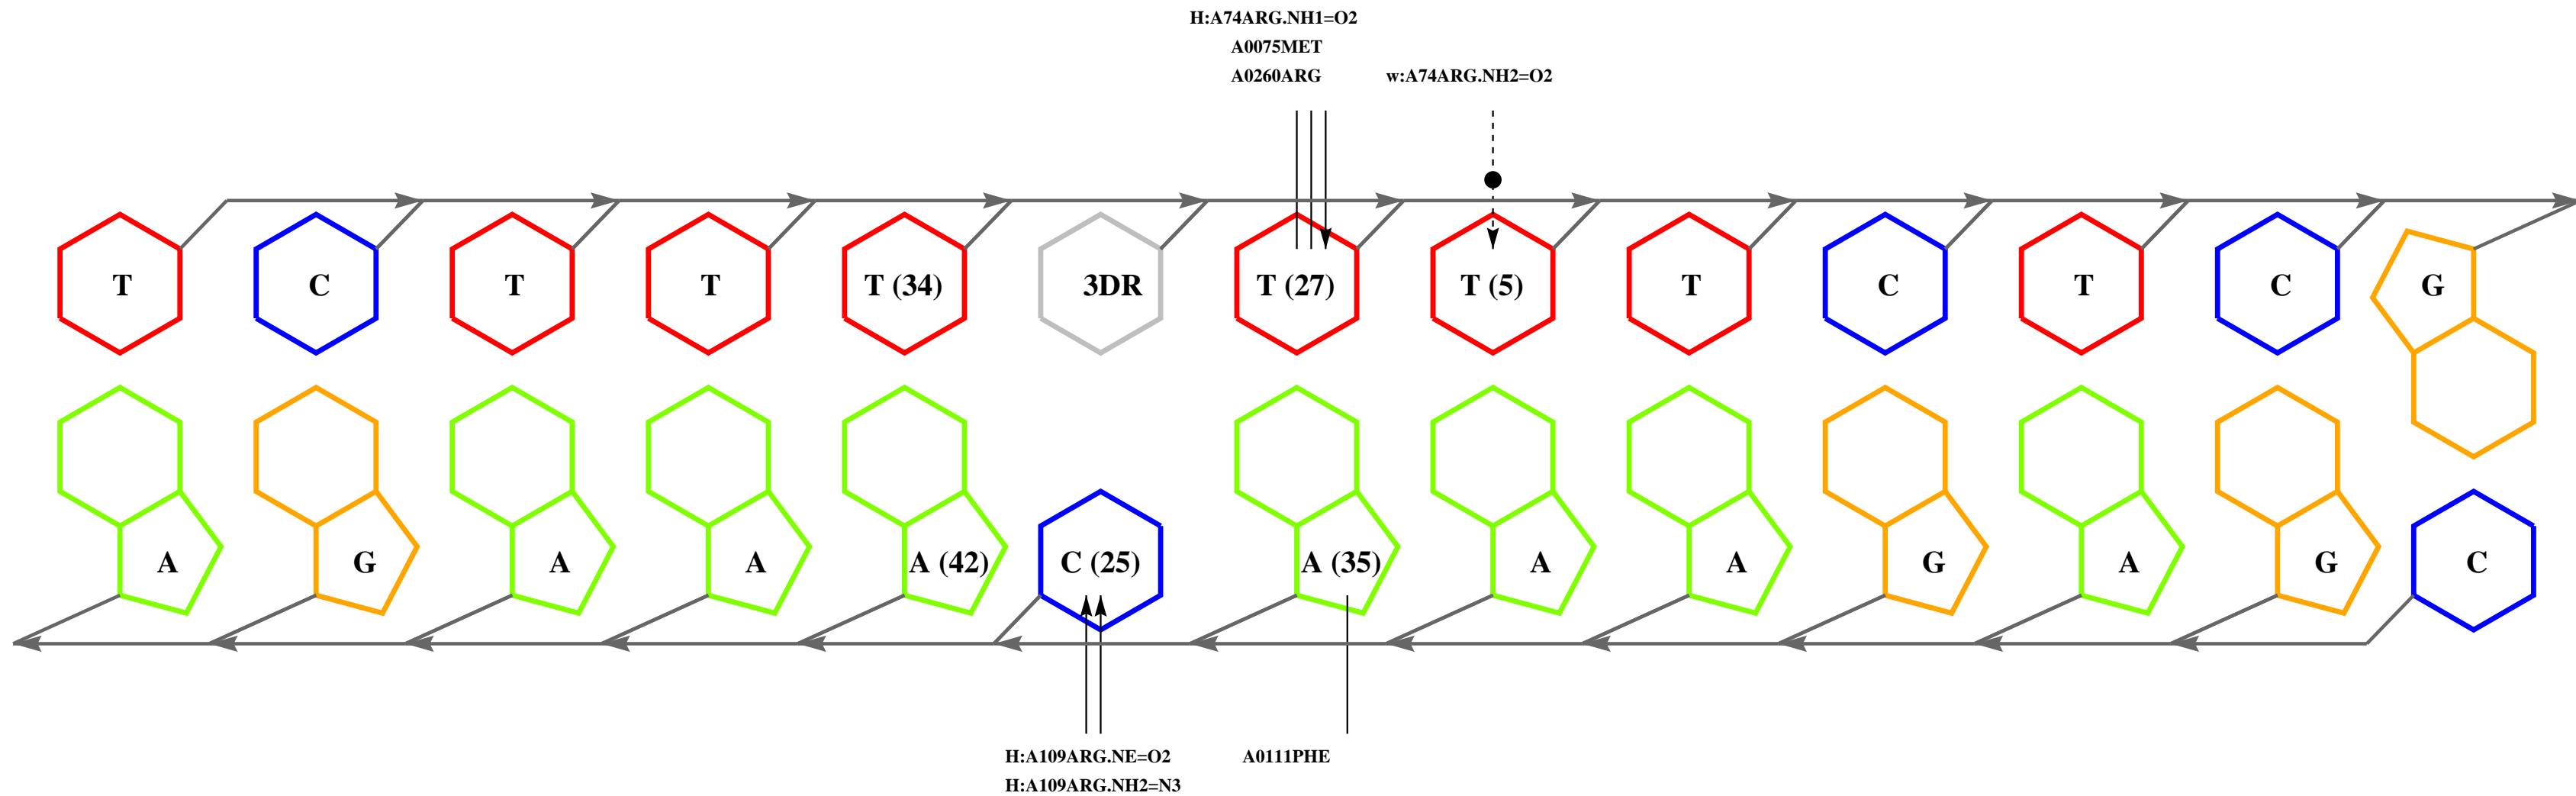 H:A74ARG.NH1=O2
A0075MET
A0260ARG w:A74ARG.NH2=O2
T C T T T (34) 3DR T (27) T (5) T C T C G
A G A A A (42) C (25) A (35) A A G A G C
H:A109ARG.NE=O2 A0111PHE
H:A109ARG.NH2=N3